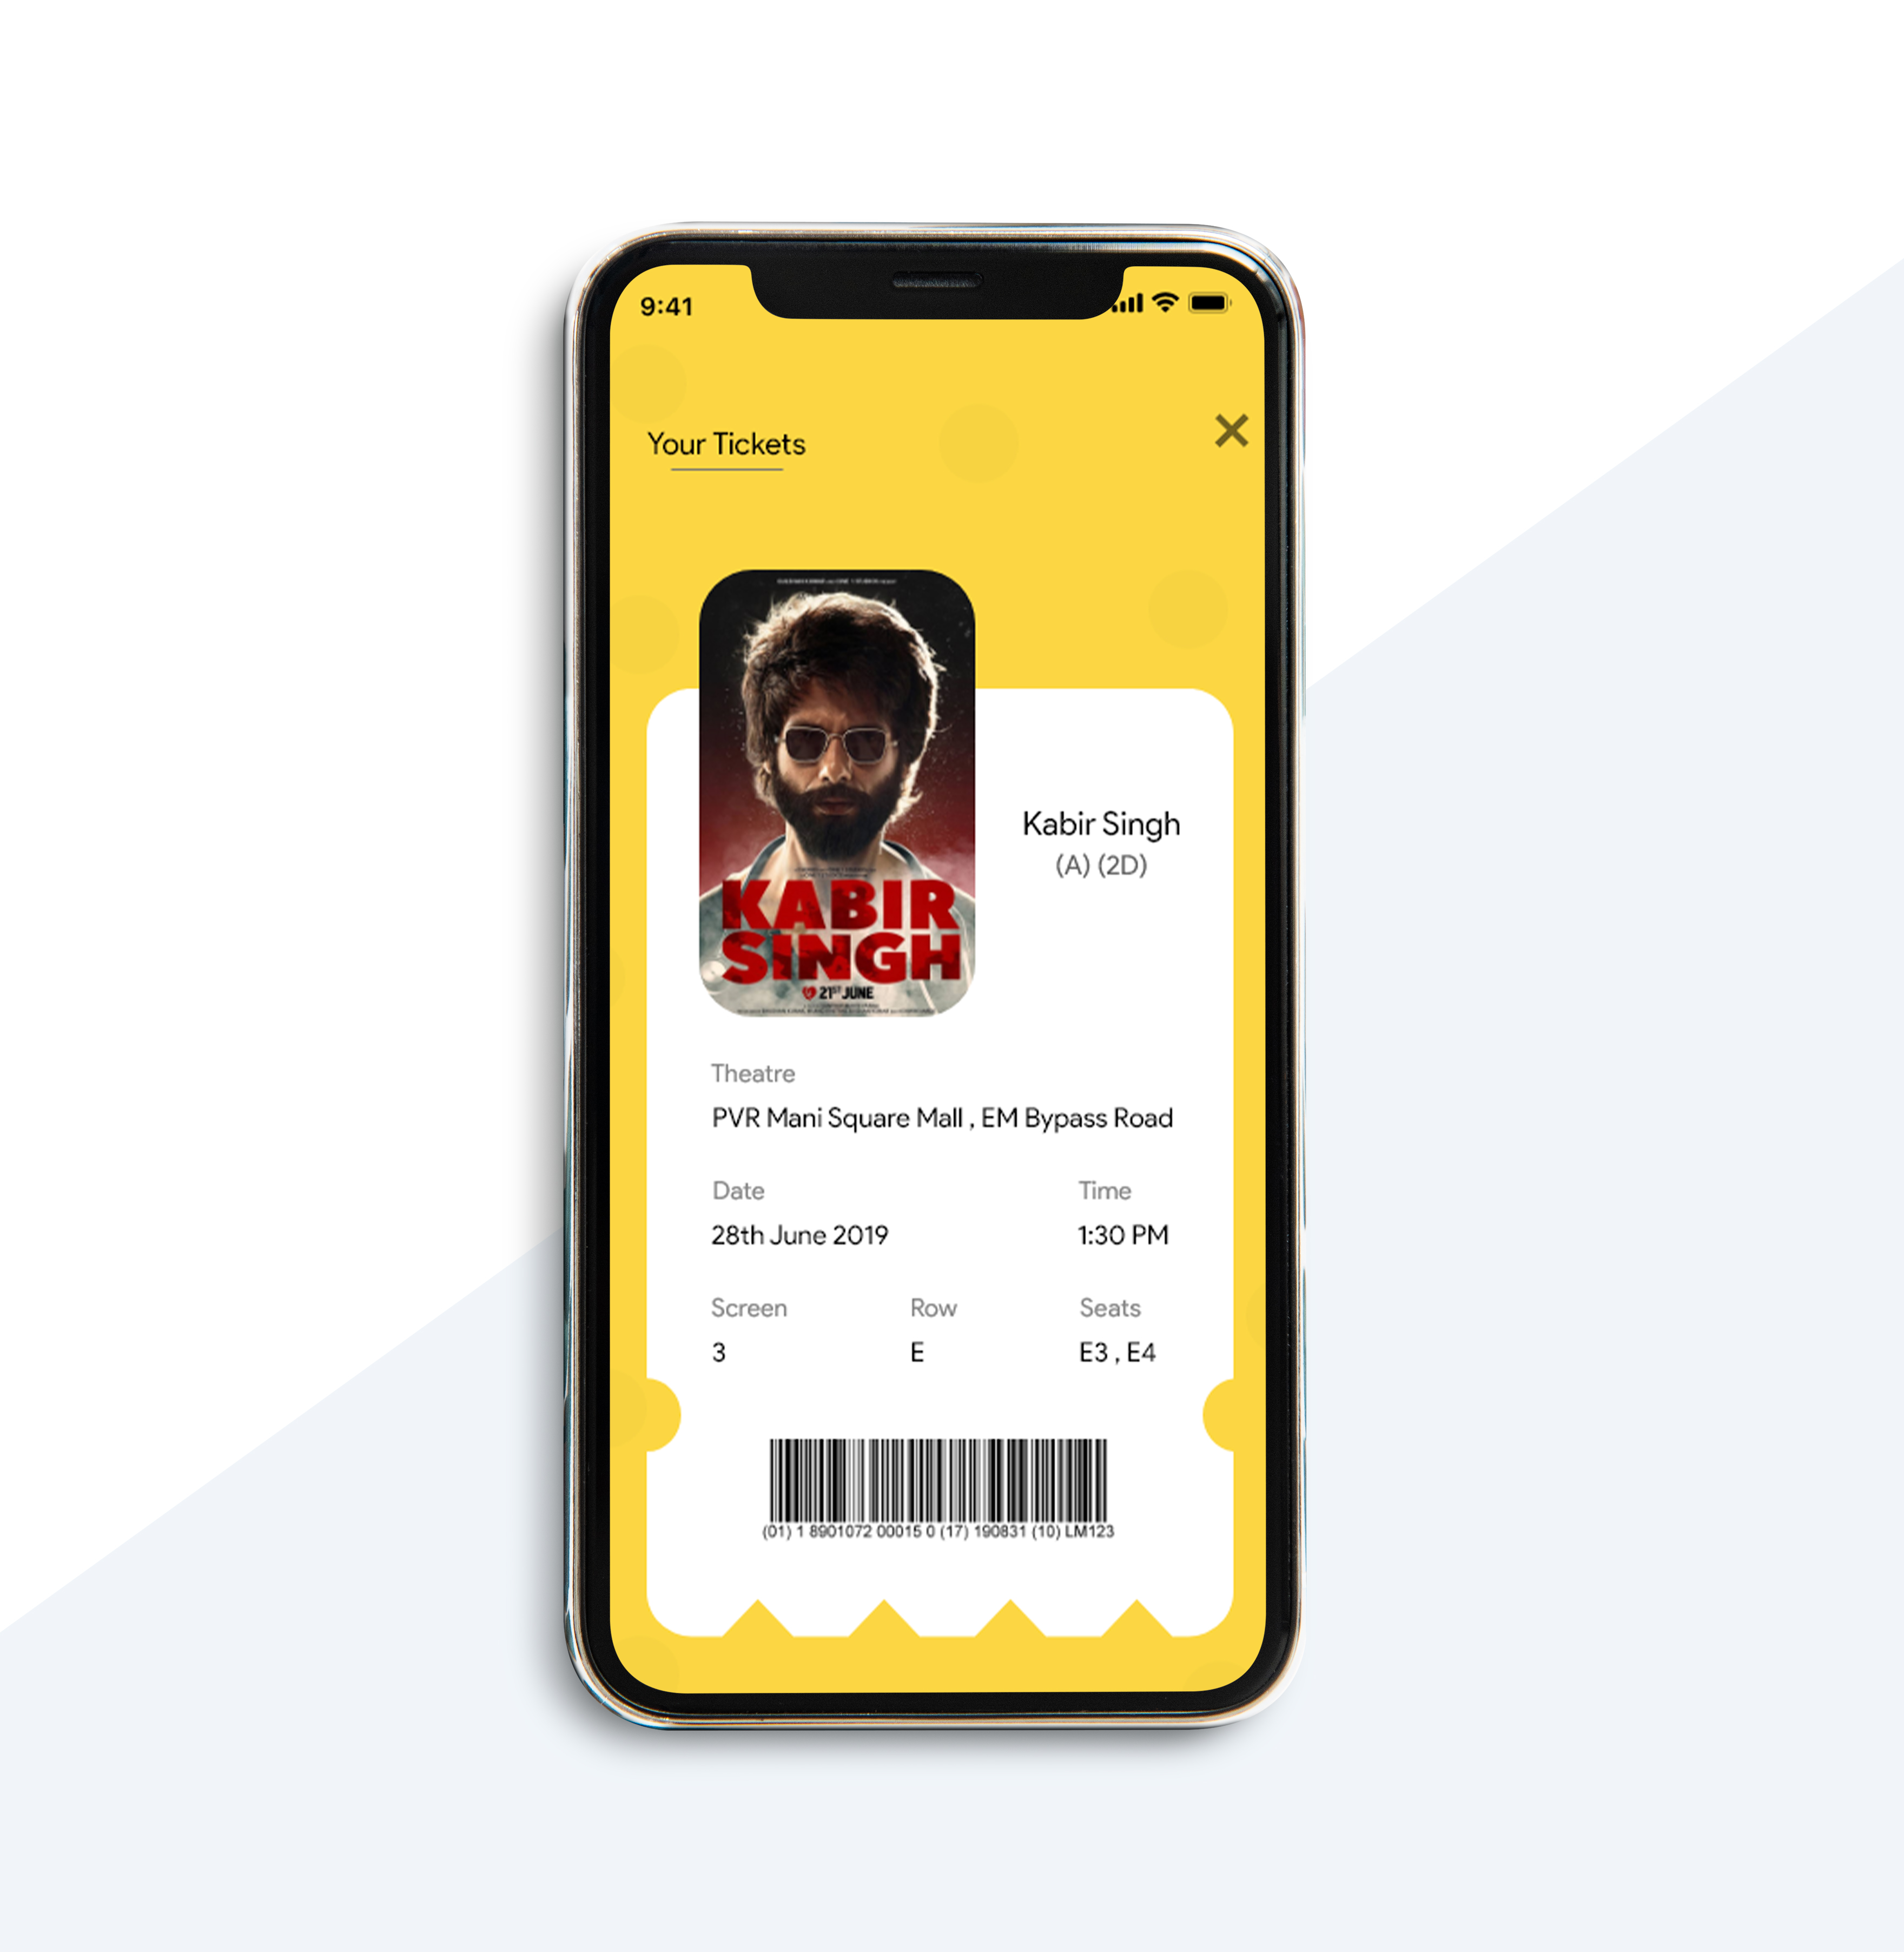 9:41
Your Tickets
Kabir Singh
(A) (2D)
KABIR
SINGH
21ST JUNE
Theatre
PVR Mani Square Mall , EM Bypass Road
Date Time
28th June 2019 1:30 PM
Screen Row Seats
3 E E3 , E4
(01) 1 8901072 00015 0 (17) 190831 (10) LM123